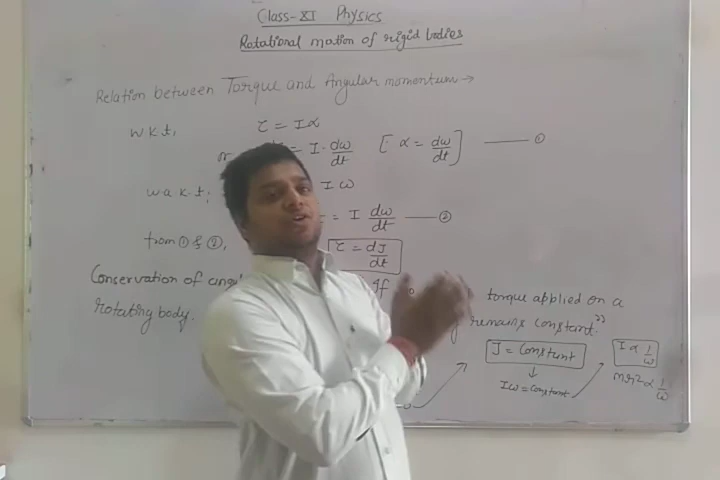 Class-XI Physics
Rotational motion of rigid bodies
Relation between Torque and Angular momentum →
w.k.t, τ = Iα
or = I · dω/dt [∵ α = dω/dt] —— ①
w.a.k.t; Iω
= I dω/dt —— ②
from ① & ②, τ = dJ/dt
Conservation of If torque applied on a
rotating body. remains constant."
J = Constant I ∝ 1/ω
↓
Iω = Constant mr² ∝ 1/ω